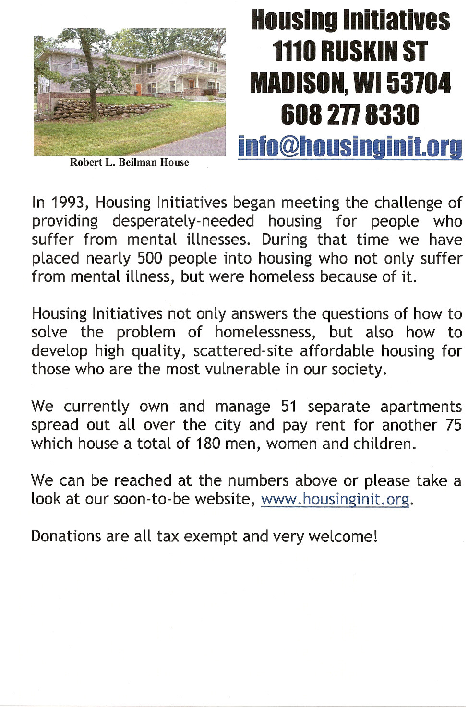 Housing Initiatives
1110 RUSKIN ST
MADISON, WI 53704
608 277 8330
info@housinginit.org
Robert L. Beilman House
In 1993, Housing Initiatives began meeting the challenge of
providing desperately-needed housing for people who
suffer from mental illnesses. During that time we have
placed nearly 500 people into housing who not only suffer
from mental illness, but were homeless because of it.
Housing Initiatives not only answers the questions of how to
solve the problem of homelessness, but also how to
develop high quality, scattered-site affordable housing for
those who are the most vulnerable in our society.
We currently own and manage 51 separate apartments
spread out all over the city and pay rent for another 75
which house a total of 180 men, women and children.
We can be reached at the numbers above or please take a
look at our soon-to-be website, www.housinginit.org.
Donations are all tax exempt and very welcome!